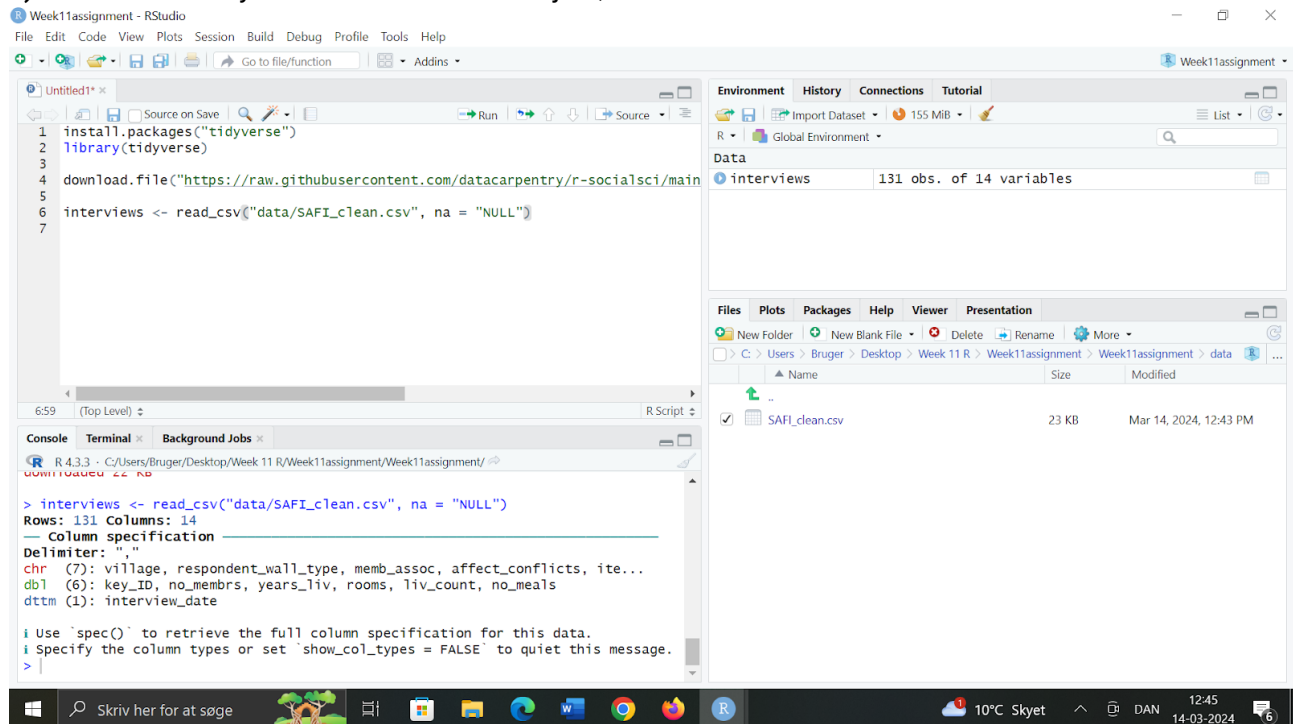 Week11assignment - RStudio
File Edit Code View Plots Session Build Debug Profile Tools Help
Go to file/function Addins
Week11assignment
Untitled1*
Source on Save Run Source
1 install.packages("tidyverse")
2 library(tidyverse)
3
4 download.file("https://raw.githubusercontent.com/datacarpentry/r-socialsci/main
5
6 interviews <- read_csv("data/SAFI_clean.csv", na = "NULL")
7
6:59 (Top Level) R Script
Console Terminal Background Jobs
R 4.3.3 · C:/Users/Bruger/Desktop/Week 11 R/Week11assignment/Week11assignment/
downloaded 22 KB
> interviews <- read_csv("data/SAFI_clean.csv", na = "NULL")
Rows: 131 Columns: 14
── Column specification ──
Delimiter: ","
chr (7): village, respondent_wall_type, memb_assoc, affect_conflicts, ite...
dbl (6): key_ID, no_membrs, years_liv, rooms, liv_count, no_meals
dttm (1): interview_date
i Use `spec()` to retrieve the full column specification for this data.
i Specify the column types or set `show_col_types = FALSE` to quiet this message.
>
Environment History Connections Tutorial
Import Dataset 155 MiB List
R Global Environment
Data
interviews 131 obs. of 14 variables
Files Plots Packages Help Viewer Presentation
New Folder New Blank File Delete Rename More
C: > Users > Bruger > Desktop > Week 11 R > Week11assignment > Week11assignment > data ...
Name Size Modified
..
SAFI_clean.csv 23 KB Mar 14, 2024, 12:43 PM
Skriv her for at søge
10°C Skyet DAN 12:45
14-03-2024 6